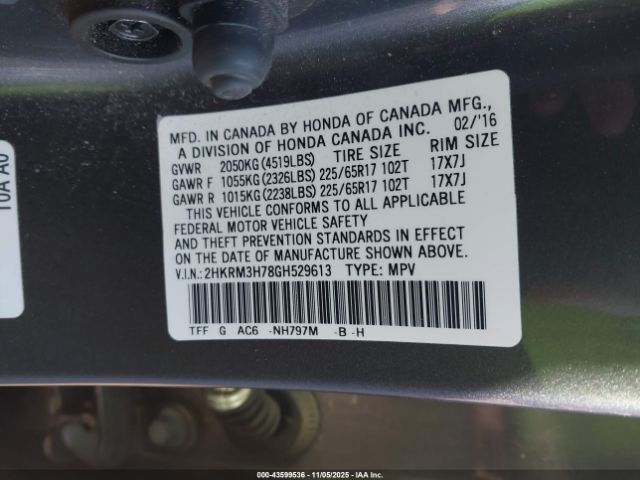 MFD. IN CANADA BY HONDA OF CANADA MFG.,
A DIVISION OF HONDA CANADA INC. 02/'16
GVWR 2050KG(4519LBS) TIRE SIZE RIM SIZE
GAWR F 1055KG(2326LBS) 225/65R17 102T 17X7J
GAWR R 1015KG(2238LBS) 225/65R17 102T 17X7J
THIS VEHICLE CONFORMS TO ALL APPLICABLE
FEDERAL MOTOR VEHICLE SAFETY
AND THEFT PREVENTION STANDARDS IN EFFECT
ON THE DATE OF MANUFACTURE SHOWN ABOVE.
V.I.N.:2HKRM3H78GH529613 TYPE: MPV
TFF G AC6 -NH797M -B -H
000-43599536 - 11/05/2025 - IAA Inc.